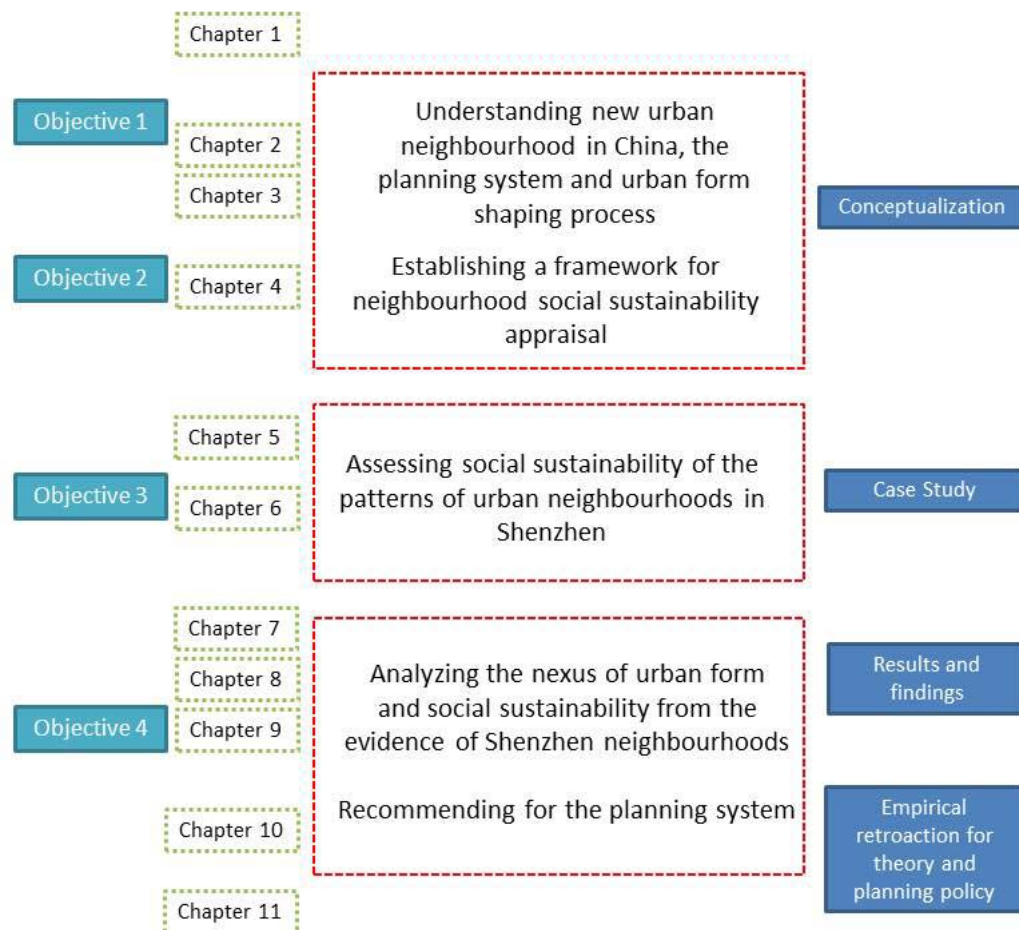 Chapter 1
Objective 1
Chapter 2
Chapter 3
Understanding new urban
neighbourhood in China, the
planning system and urban form
shaping process
Conceptualization
Objective 2
Chapter 4
Establishing a framework for
neighbourhood social sustainability
appraisal
Chapter 5
Objective 3
Chapter 6
Assessing social sustainability of the
patterns of urban neighbourhoods in
Shenzhen
Case Study
Chapter 7
Chapter 8
Objective 4
Chapter 9
Analyzing the nexus of urban form
and social sustainability from the
evidence of Shenzhen neighbourhoods
Results and
findings
Chapter 10
Recommending for the planning system
Empirical
retroaction for
theory and
planning policy
Chapter 11